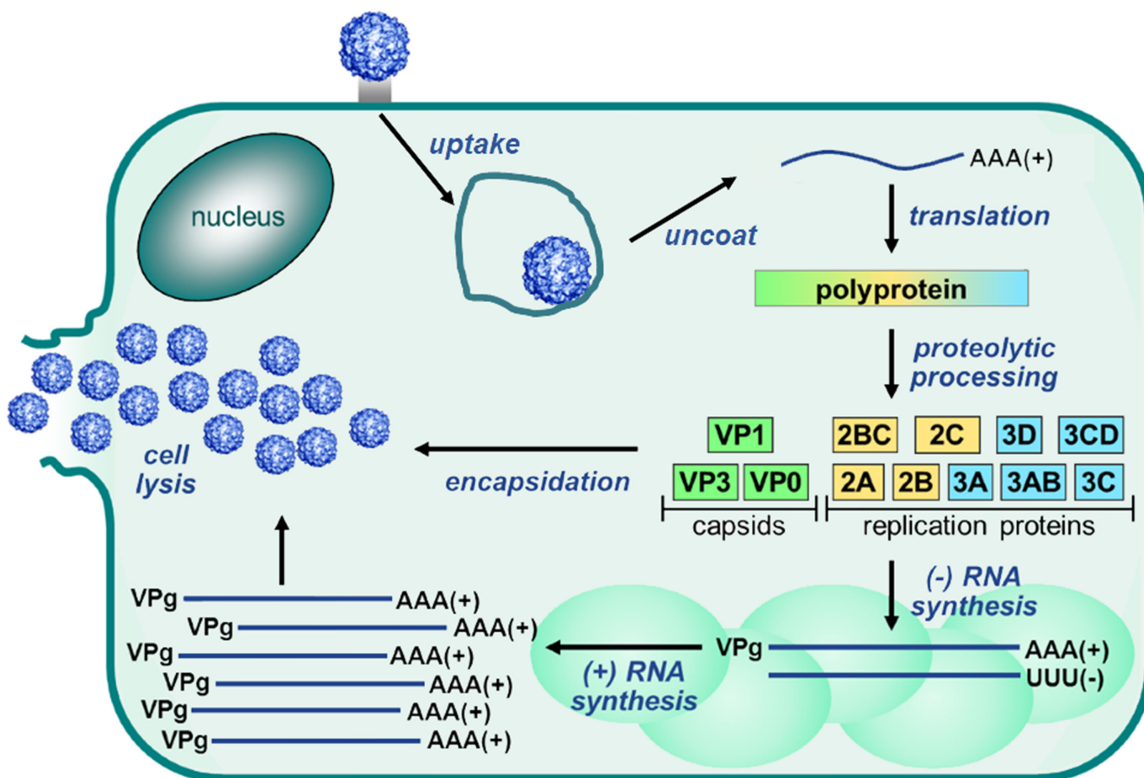 uptake
nucleus
uncoat
AAA(+)
translation
polyprotein
proteolytic
processing
VP1
2BC
2C
3D
3CD
VP3
VP0
2A
2B
3A
3AB
3C
capsids
replication proteins
encapsidation
cell
lysis
(-) RNA
synthesis
VPg
AAA(+)
UUU(-)
(+) RNA
synthesis
VPg
AAA(+)
VPg
AAA(+)
VPg
AAA(+)
VPg
AAA(+)
VPg
AAA(+)
VPg
AAA(+)